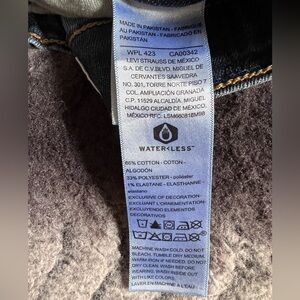 MADE IN PAKISTAN - FABRIQUÉ
AU PAKISTAN - FABRICADO EN
PAKISTÁN
WPL 423 CA00342
LEVI STRAUSS DE MÉXICO
S.A. DE C.V. BLVD. MIGUEL DE
CERVANTES SAAVEDRA
NO. 301, TORRE NORTE PISO 7
COL. AMPLIACIÓN GRANADA
C.P. 11529 ALCALDÍA. MIGUEL
HIDALGO CIUDAD DE MÉXICO,
MÉXICO RFC.
WATER<LESS
66% COTTON - COTON -
ALGODÓN
33% POLYESTER - poliéster
1% ELASTANE - ELASTHANNE -
elastano
EXCLUSIVE OF DECORATION -
EXCLUANT L'ORNEMENTATION -
EXCLUYENDO ELEMENTOS
DECORATIVOS
MACHINE WASH COLD. DO NOT
BLEACH. TUMBLE DRY MEDIUM.
WARM IRON IF NEEDED. DO NOT
DRY CLEAN. WASH BEFORE
WEARING. WASH INSIDE OUT
WITH LIKE COLORS.
LAVER EN MACHINE À L'EAU